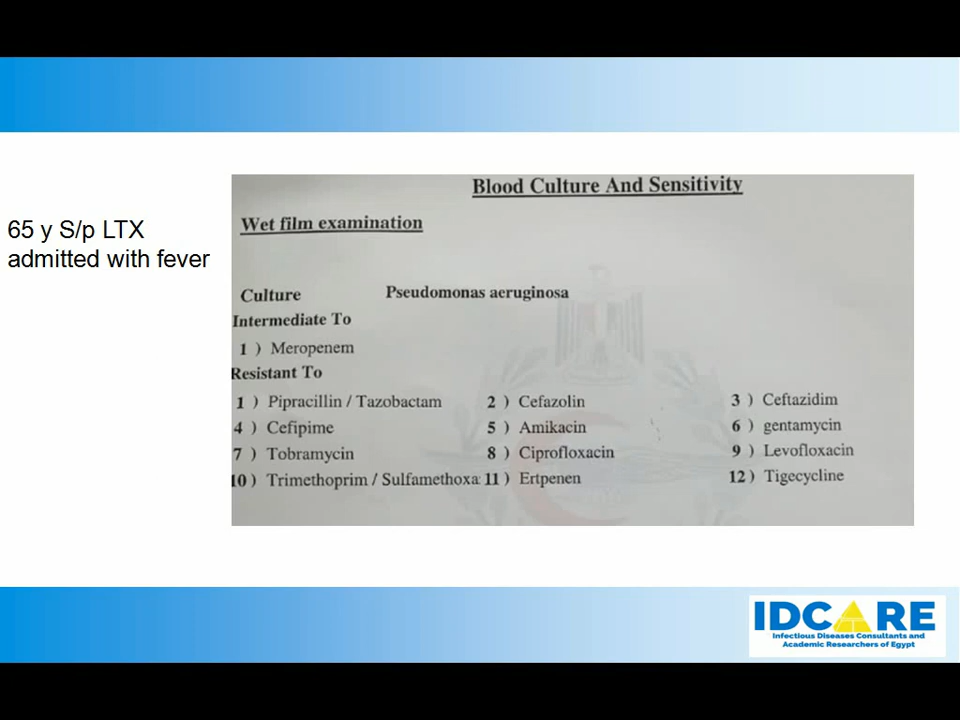 65 y S/p LTX
admitted with fever
Blood Culture And Sensitivity
Wet film examination
Culture Pseudomonas aeruginosa
Intermediate To
1 ) Meropenem
Resistant To
1 ) Pipracillin / Tazobactam 2 ) Cefazolin 3 ) Ceftazidim
4 ) Cefipime 5 ) Amikacin 6 ) gentamycin
7 ) Tobramycin 8 ) Ciprofloxacin 9 ) Levofloxacin
10 ) Trimethoprim / Sulfamethoxa 11 ) Ertpenen 12 ) Tigecycline
IDCARE
Infectious Diseases Consultants and
Academic Researchers of Egypt